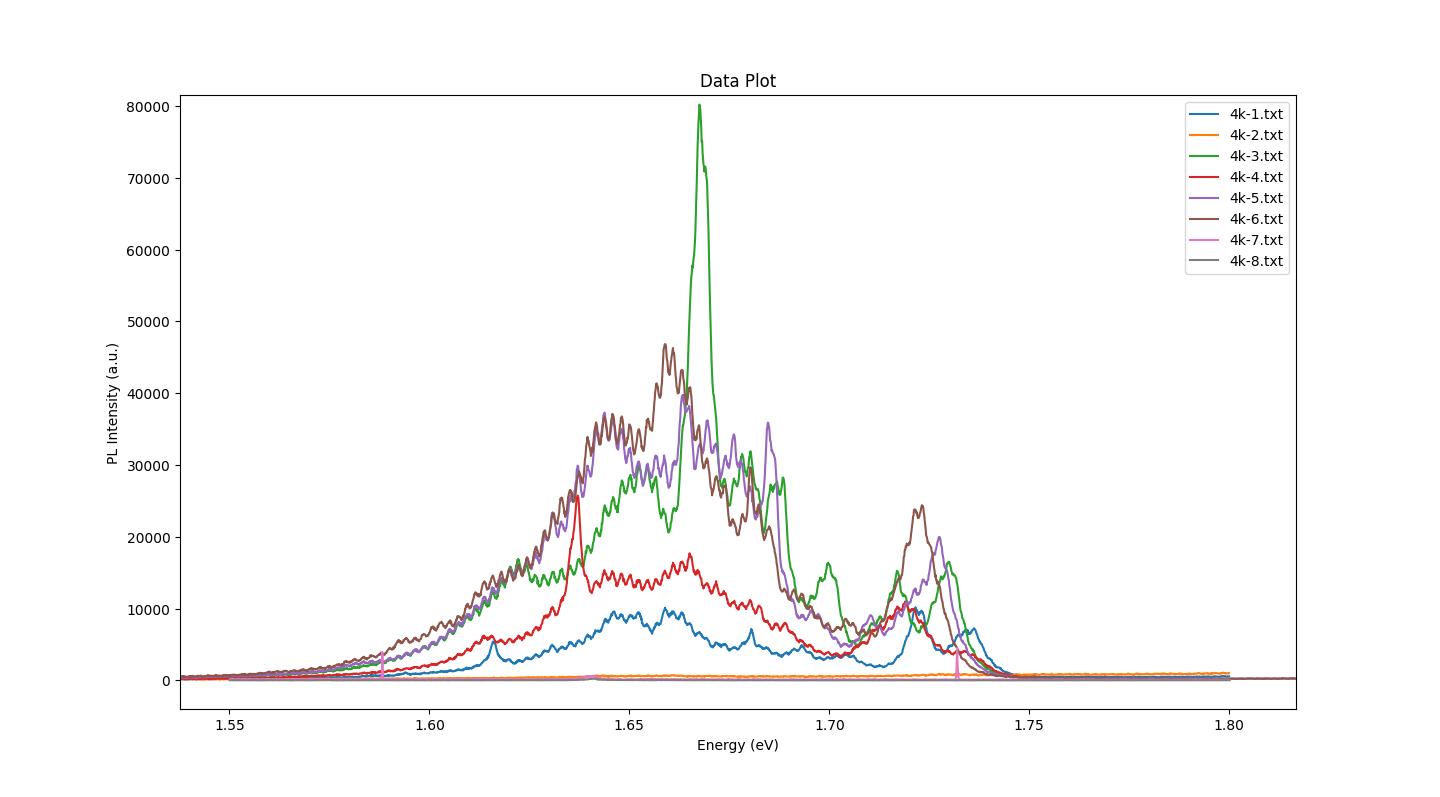 Data Plot
PL Intensity (a.u.)
80000
70000
60000
50000
40000
30000
20000
10000
0
4k-1.txt
4k-2.txt
4k-3.txt
4k-4.txt
4k-5.txt
4k-6.txt
4k-7.txt
4k-8.txt
1.55 1.60 1.65 1.70 1.75 1.80
Energy (eV)